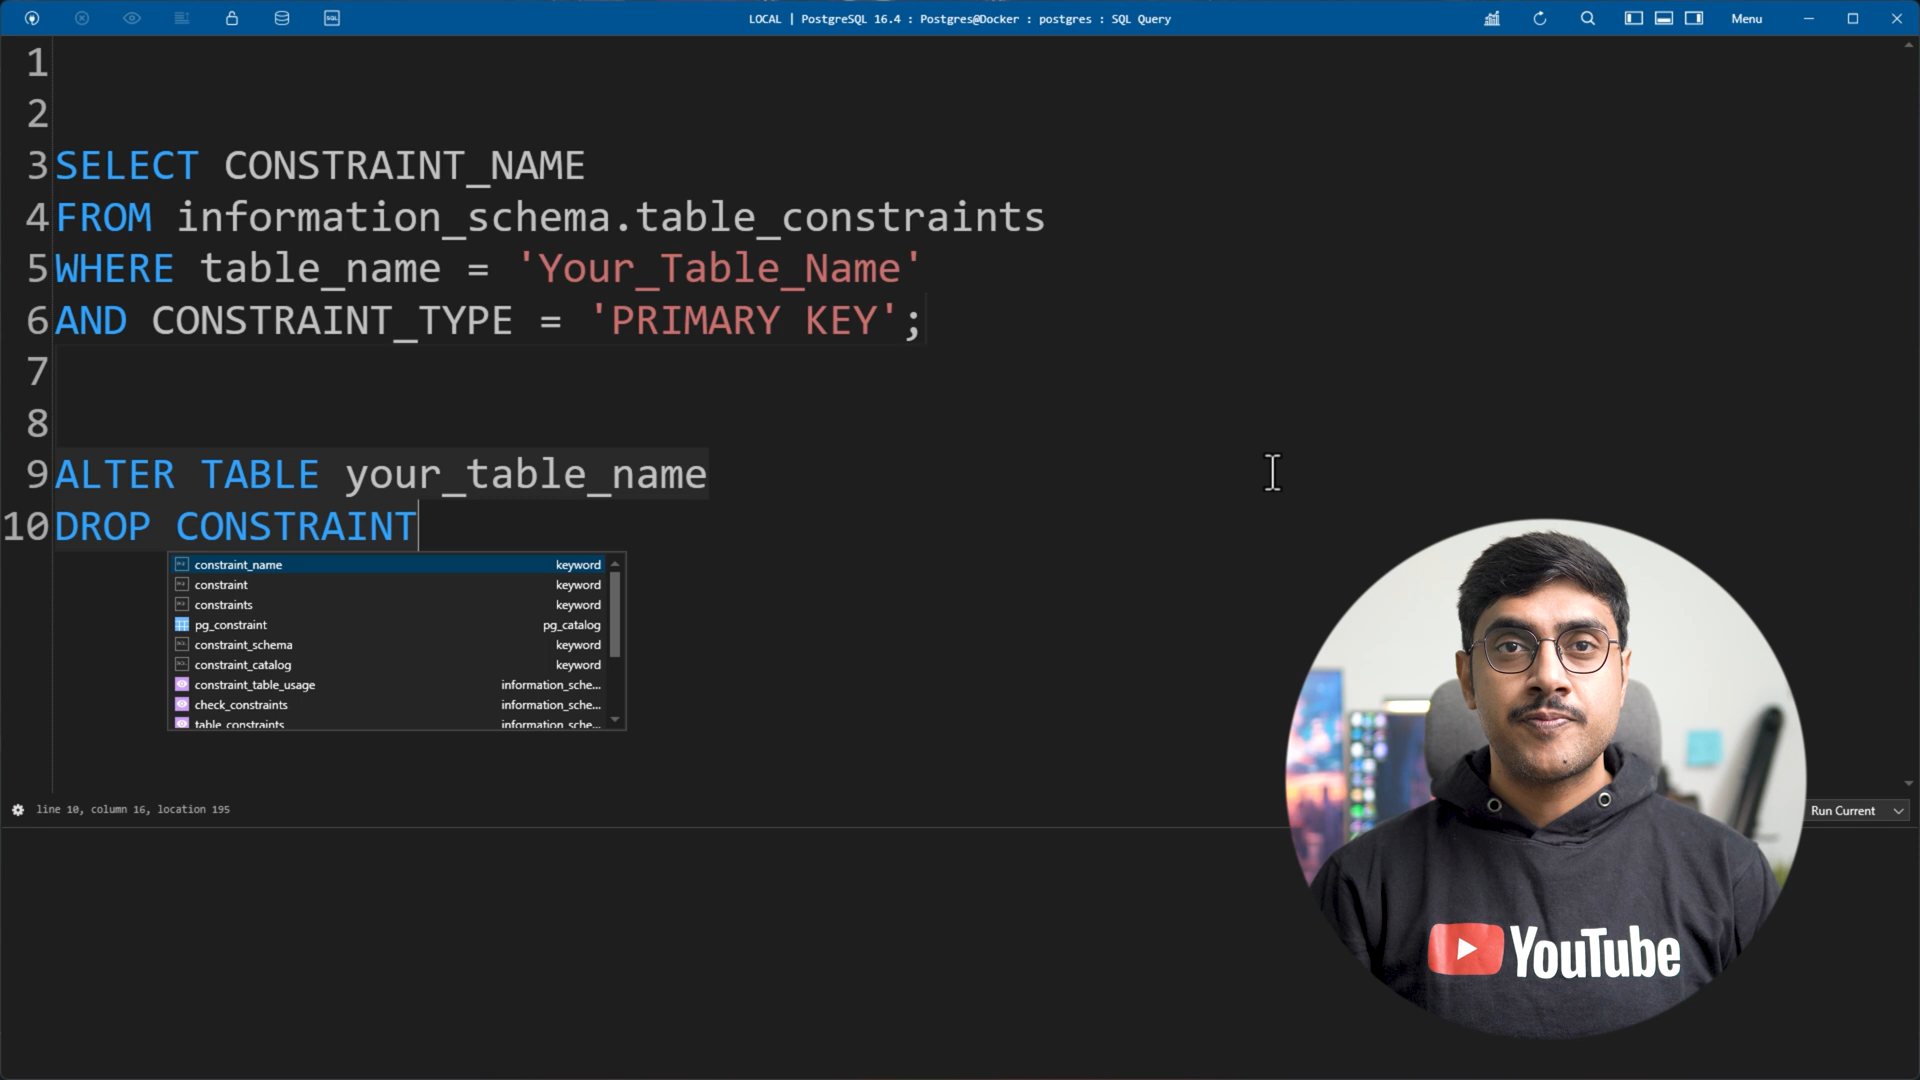 LOCAL | PostgreSQL 16.4 : Postgres@Docker : postgres : SQL Query
Menu
1
2
3 SELECT CONSTRAINT_NAME
4 FROM information_schema.table_constraints
5 WHERE table_name = 'Your_Table_Name'
6 AND CONSTRAINT_TYPE = 'PRIMARY KEY';
7
8
9 ALTER TABLE your_table_name
10 DROP CONSTRAINT
constraint_name keyword
constraint keyword
constraints keyword
pg_constraint pg_catalog
constraint_schema keyword
constraint_catalog keyword
constraint_table_usage information_sche...
check_constraints information_sche...
table_constraints information_sche...
line 10, column 16, location 195
Run Current
YouTube